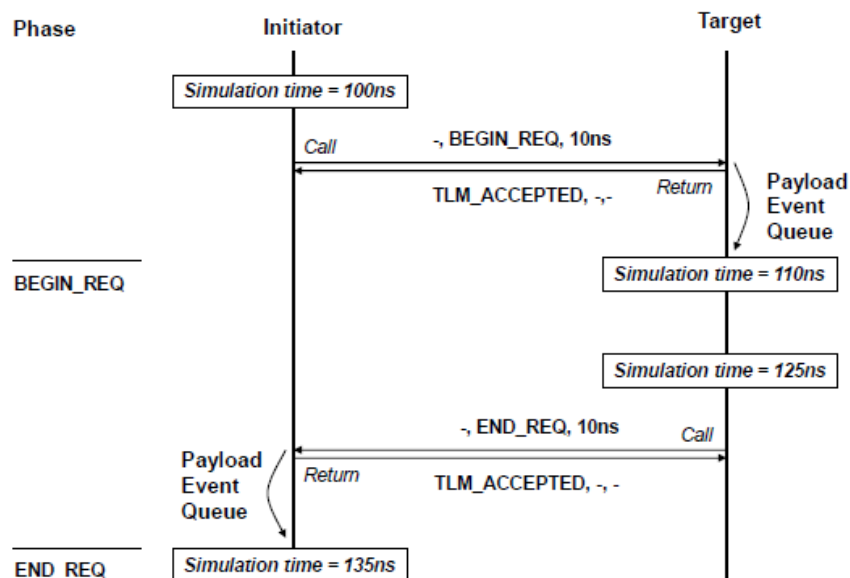 Phase
Initiator
Target
Simulation time = 100ns
Call
-, BEGIN_REQ, 10ns
TLM_ACCEPTED, -,-
Return
Payload
Event
Queue
BEGIN_REQ
Simulation time = 110ns
Simulation time = 125ns
-, END_REQ, 10ns
Call
Payload
Event
Queue
Return
TLM_ACCEPTED, -, -
END_REQ
Simulation time = 135ns